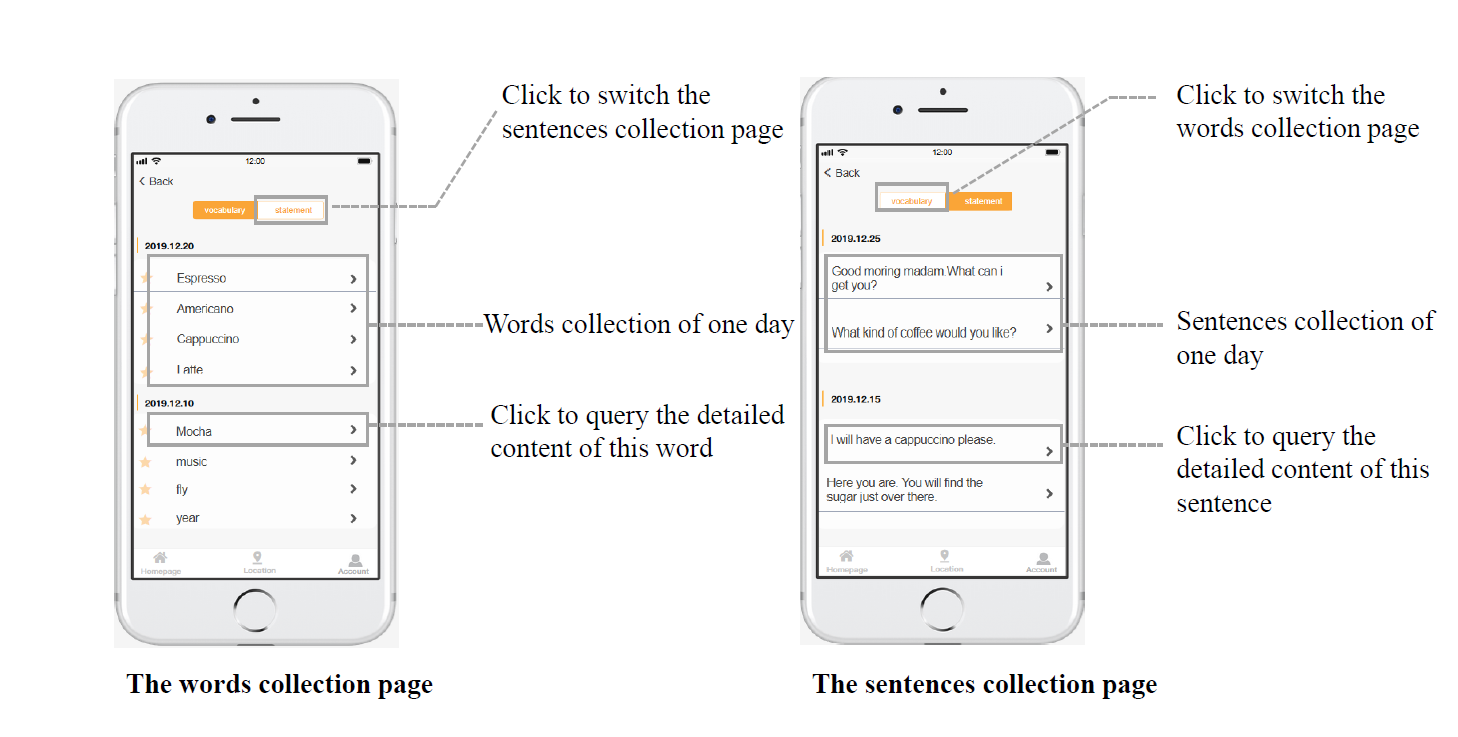 Click to switch the
sentences collection page
12:00
< Back
vocabulary statement
2019.12.20
Espresso
Americano
Cappuccino
Latte
2019.12.10
Mocha
music
fly
year
Homepage Location Account
Words collection of one day
Click to query the detailed
content of this word
The words collection page
Click to switch the
words collection page
12:00
< Back
vocabulary statement
2019.12.25
Good moring madam.What can i
get you?
What kind of coffee would you like?
2019.12.15
I will have a cappuccino please.
Here you are. You will find the
sugar just over there.
Homepage Location Account
Sentences collection of
one day
Click to query the
detailed content of this
sentence
The sentences collection page